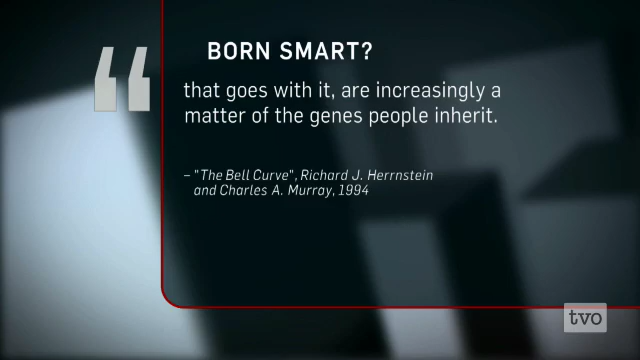 BORN SMART?
that goes with it, are increasingly a
matter of the genes people inherit.
– "The Bell Curve", Richard J. Herrnstein
and Charles A. Murray, 1994
tvo